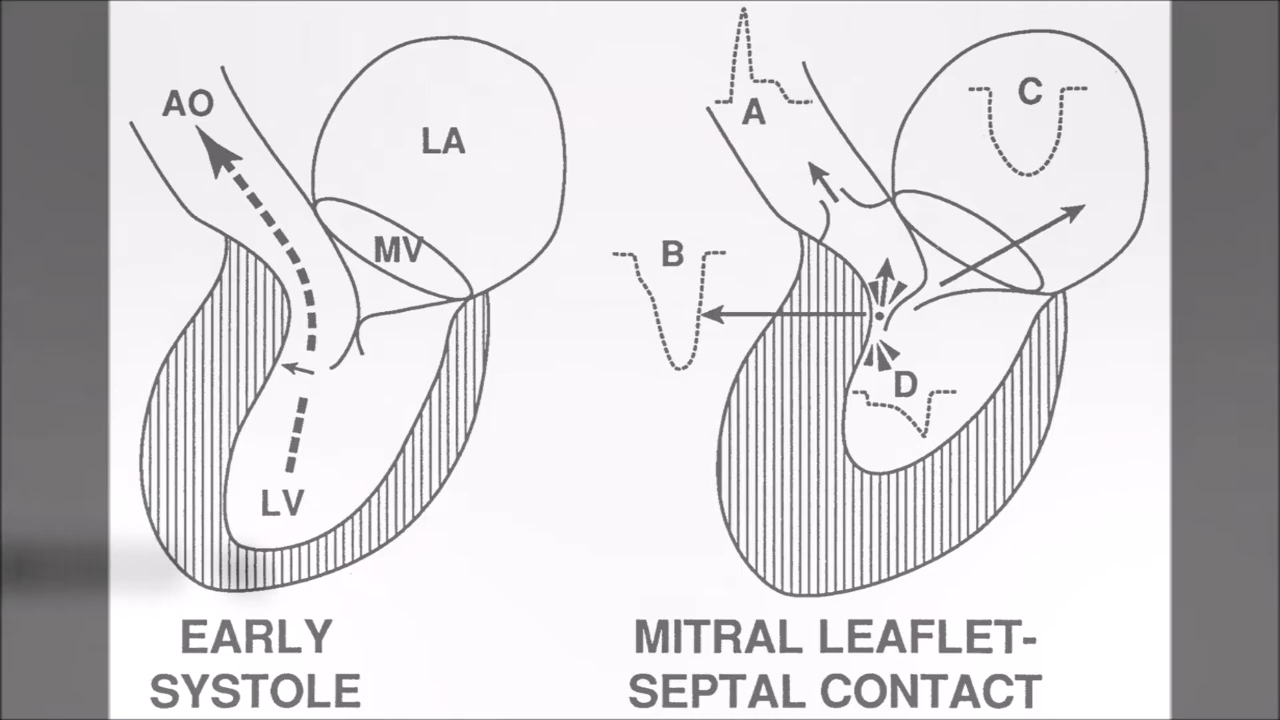 AO
LA
MV
LV
EARLY
SYSTOLE
A
C
B
D
MITRAL LEAFLET-
SEPTAL CONTACT